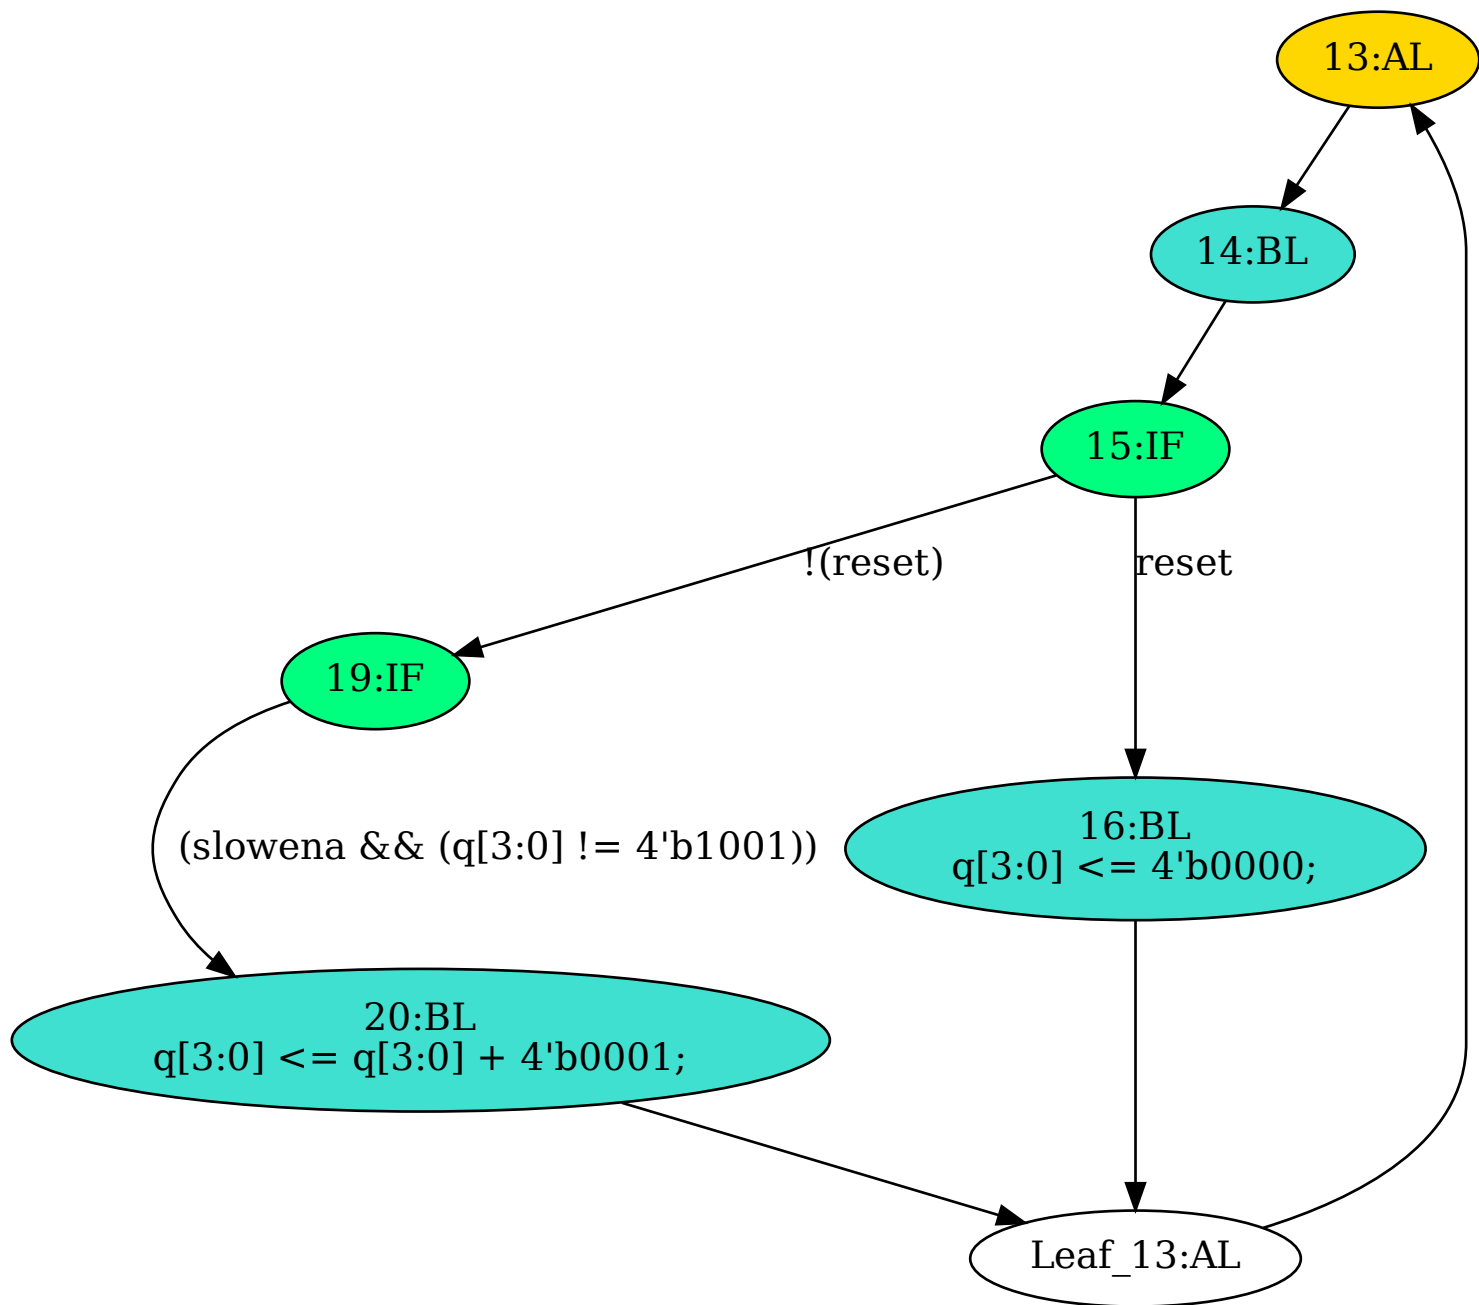 13:AL
14:BL
15:IF
!(reset)
reset
19:IF
(slowena && (q[3:0] != 4'b1001))
16:BL
q[3:0] <= 4'b0000;
20:BL
q[3:0] <= q[3:0] + 4'b0001;
Leaf_13:AL